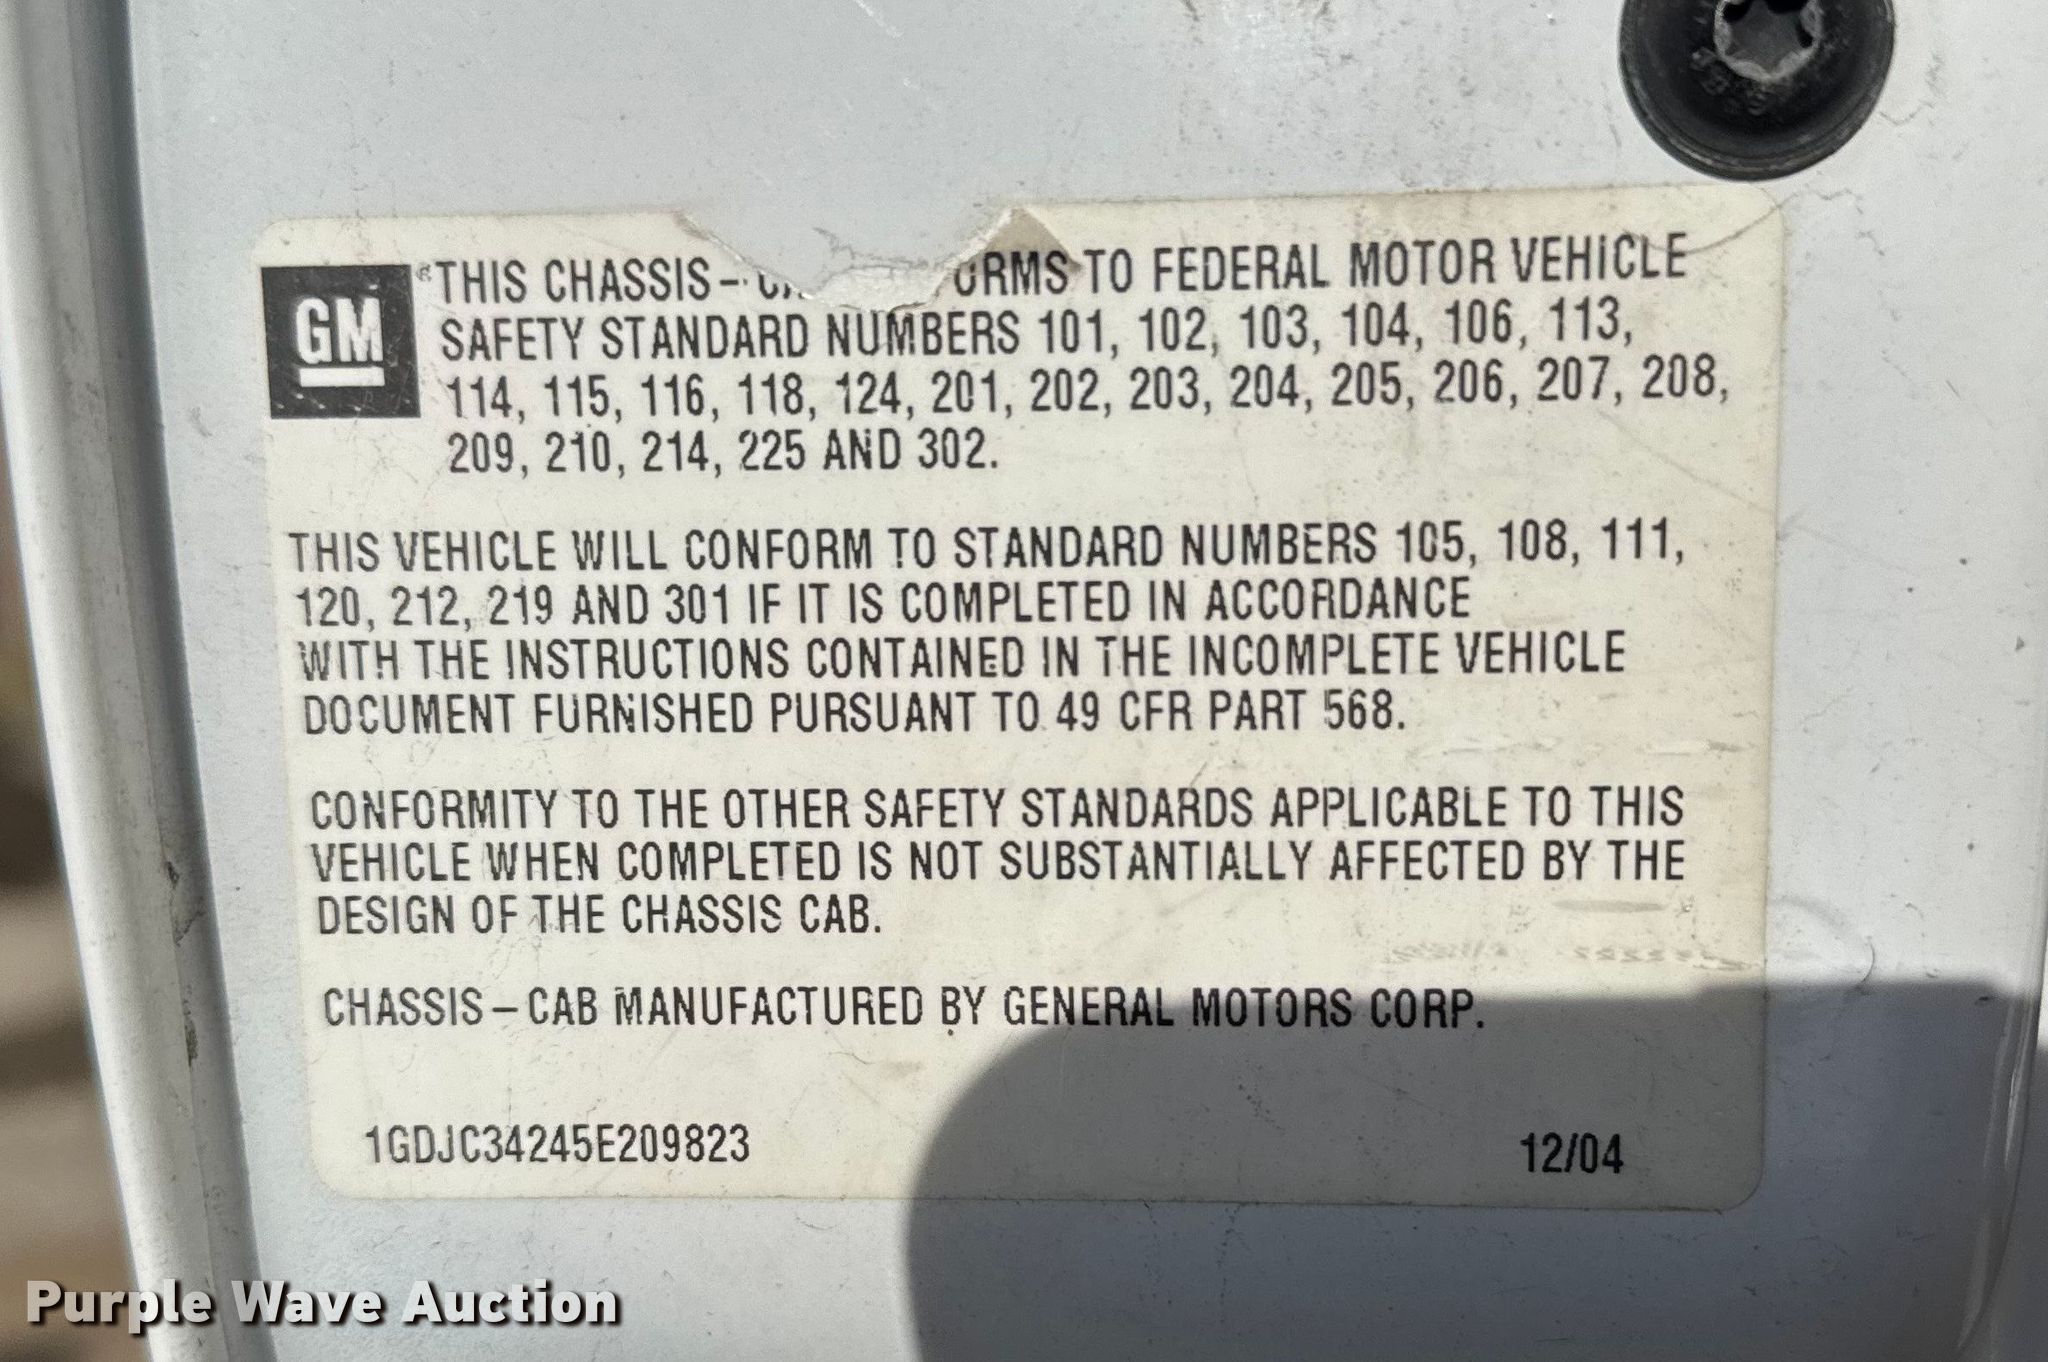 GM
® THIS CHASSIS - TO FEDERAL MOTOR VEHICLE
SAFETY STANDARD NUMBERS 101, 102, 103, 104, 106, 113,
114, 115, 116, 118, 124, 201, 202, 203, 204, 205, 206, 207, 208,
209, 210, 214, 225 AND 302.
THIS VEHICLE WILL CONFORM TO STANDARD NUMBERS 105, 108, 111,
120, 212, 219 AND 301 IF IT IS COMPLETED IN ACCORDANCE
WITH THE INSTRUCTIONS CONTAINED IN THE INCOMPLETE VEHICLE
DOCUMENT FURNISHED PURSUANT TO 49 CFR PART 568.
CONFORMITY TO THE OTHER SAFETY STANDARDS APPLICABLE TO THIS
VEHICLE WHEN COMPLETED IS NOT SUBSTANTIALLY AFFECTED BY THE
DESIGN OF THE CHASSIS CAB.
CHASSIS - CAB MANUFACTURED BY GENERAL MOTORS CORP.
1GDJC34245E209823 12/04
Purple Wave Auction